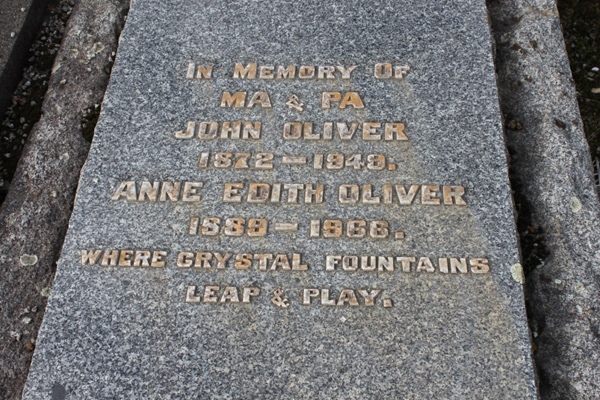 IN MEMORY OF
MA & PA
JOHN OLIVER
1872 — 1949.
ANNE EDITH OLIVER
1889 — 1966.
WHERE CRYSTAL FOUNTAINS
LEAP & PLAY.